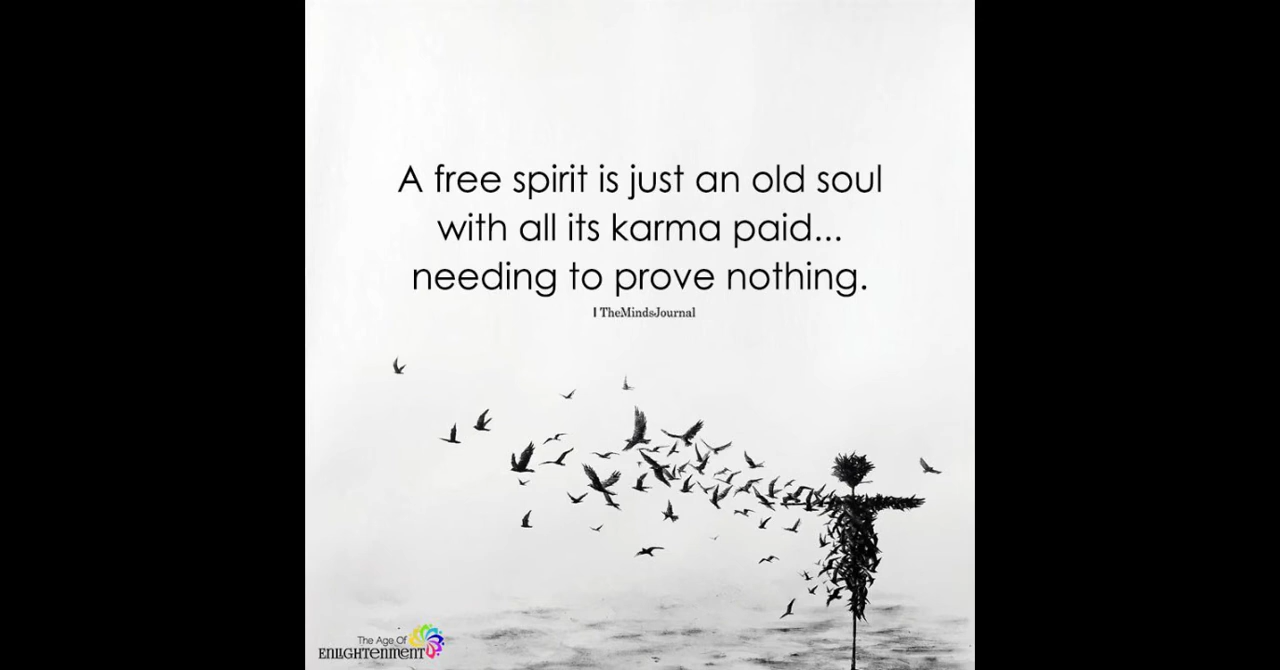 A free spirit is just an old soul
with all its karma paid...
needing to prove nothing.
I TheMindsJournal
The Age Of
ENLIGHTENMENT